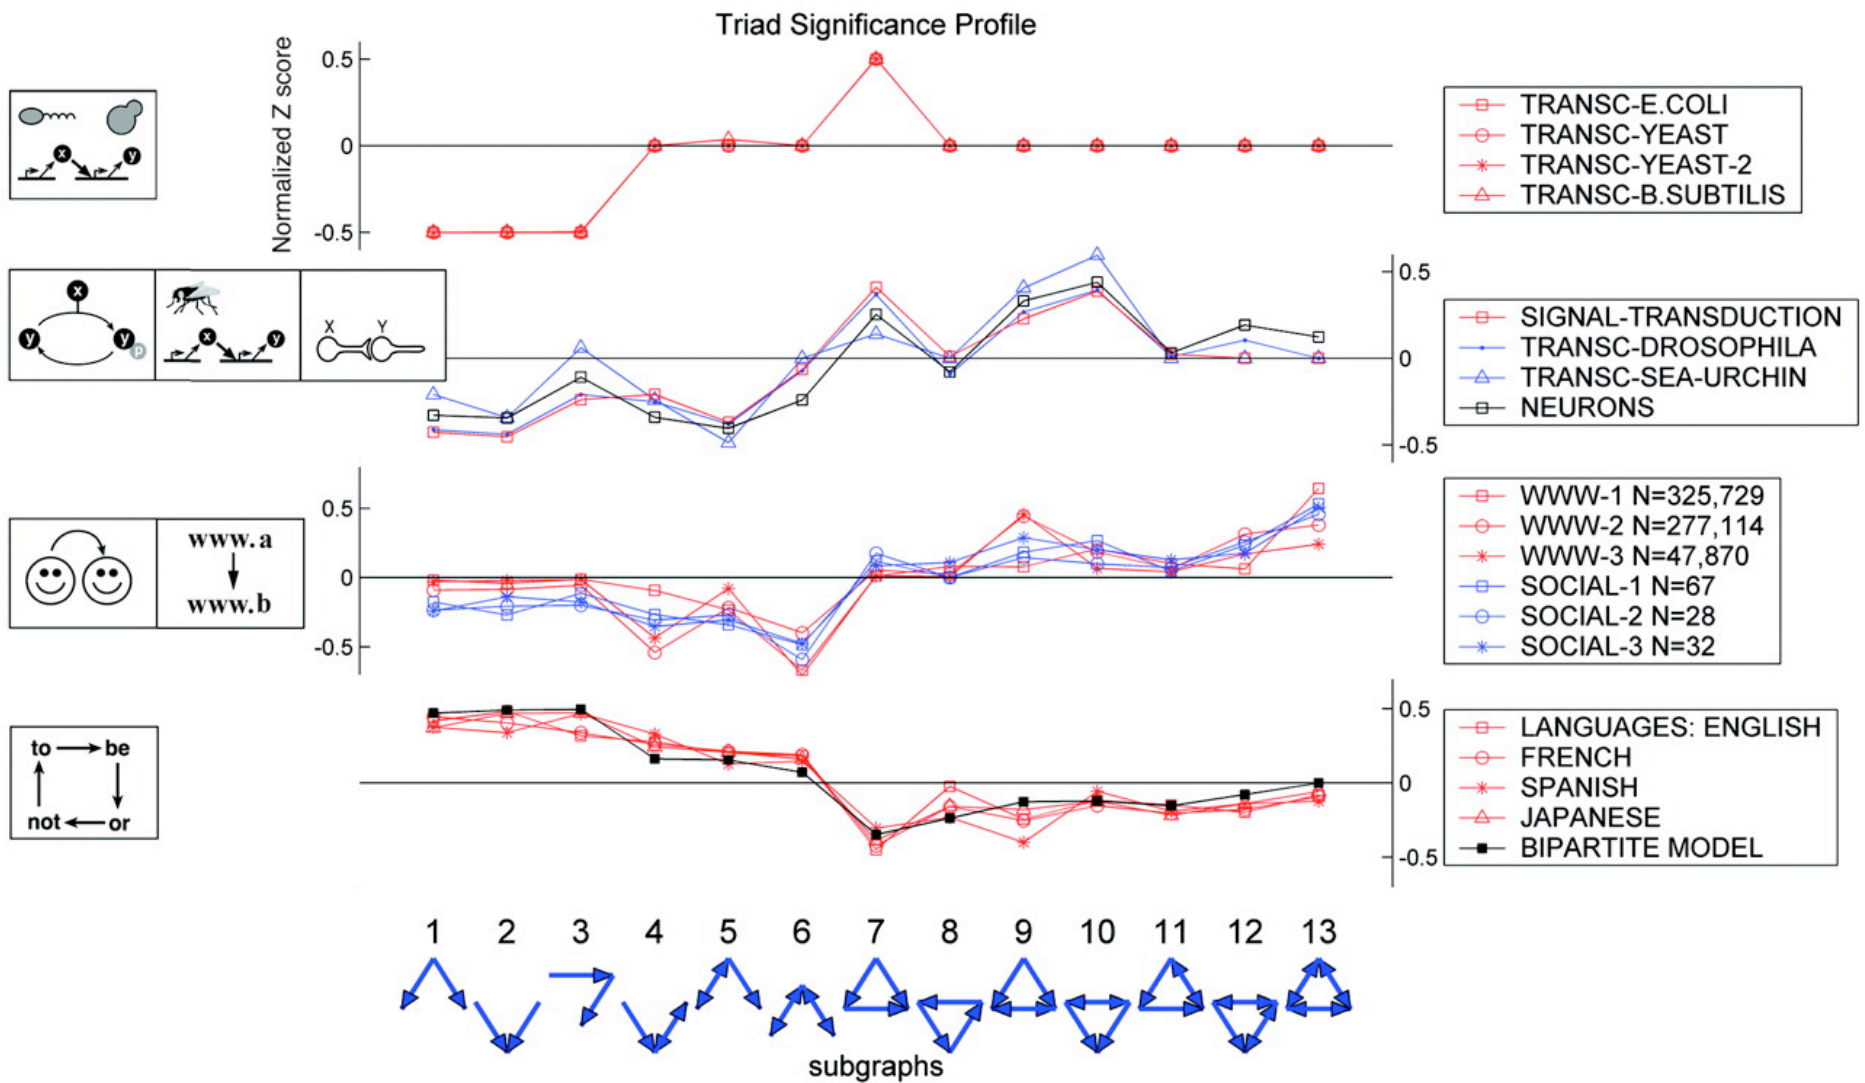 Triad Significance Profile
Normalized Z score
0.5
0
-0.5
x
y
TRANSC-E.COLI
TRANSC-YEAST
TRANSC-YEAST-2
TRANSC-B.SUBTILIS
x
y
y
p
x
y
X Y
0.5
0
-0.5
SIGNAL-TRANSDUCTION
TRANSC-DROSOPHILA
TRANSC-SEA-URCHIN
NEURONS
www.a
www.b
0.5
0
-0.5
WWW-1 N=325,729
WWW-2 N=277,114
WWW-3 N=47,870
SOCIAL-1 N=67
SOCIAL-2 N=28
SOCIAL-3 N=32
to be
not or
0.5
0
-0.5
LANGUAGES: ENGLISH
FRENCH
SPANISH
JAPANESE
BIPARTITE MODEL
1 2 3 4 5 6 7 8 9 10 11 12 13
subgraphs